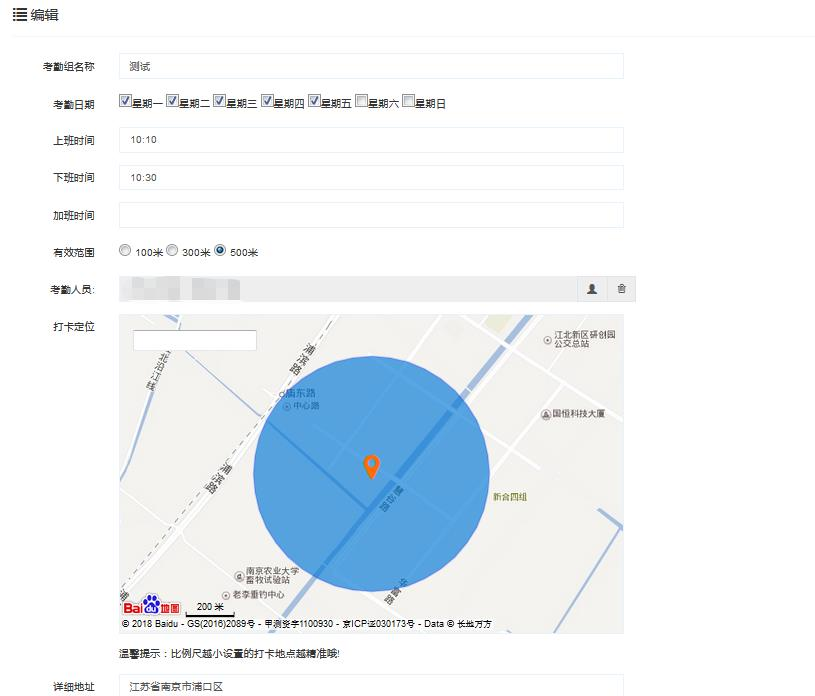 编辑
考勤组名称 测试
考勤日期 星期一 星期二 星期三 星期四 星期五 星期六 星期日
上班时间 10:10
下班时间 10:30
加班时间
有效范围 100米 300米 500米
考勤人员:
打卡定位
浦滨路
江北新区研创园
公交总站
北沿江线
庙东路
中心路
国恒科技大厦
浦滨路
新合四组
南京农业大学
畜牧试验站
华富路
老李垂钓中心
浦
Bai du 地图
200 米
© 2018 Baidu - GS(2016)2089号 - 甲测资字1100930 - 京ICP证030173号 - Data © 长地万方
温馨提示：比例尺越小设置的打卡地点越精准哦!
详细地址 江苏省南京市浦口区